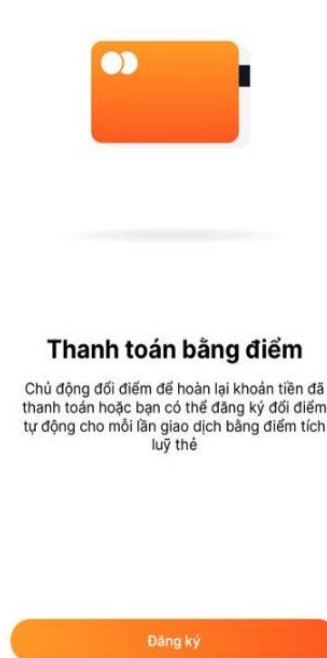 Thanh toán bằng điểm
Chủ động đổi điểm để hoàn lại khoản tiền đã
thanh toán hoặc bạn có thể đăng ký đổi điểm
tự động cho mỗi lần giao dịch bằng điểm tích
luỹ thẻ
Đăng ký